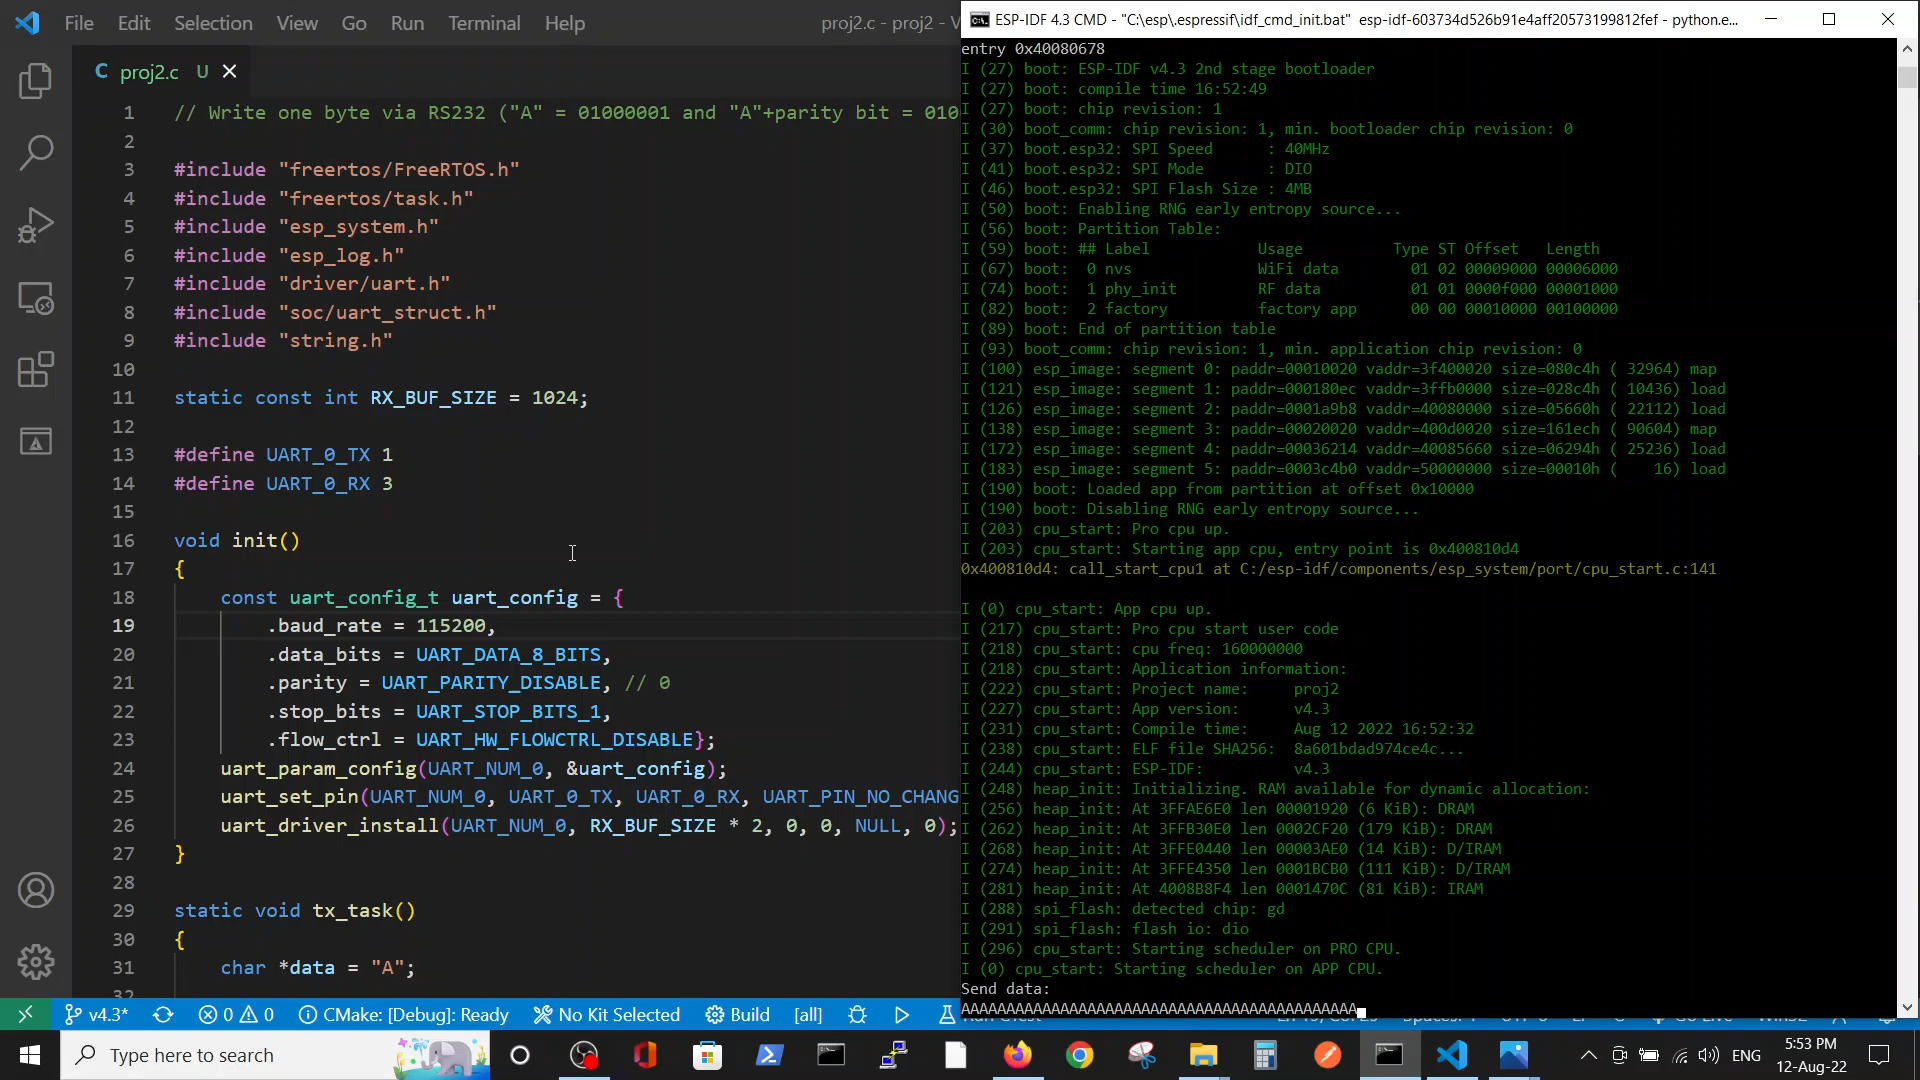 File Edit Selection View Go Run Terminal Help
proj2.c - proj2 - V
C proj2.c U
1 // Write one byte via RS232 ("A" = 01000001 and "A"+parity bit = 010
2
3 #include "freertos/FreeRTOS.h"
4 #include "freertos/task.h"
5 #include "esp_system.h"
6 #include "esp_log.h"
7 #include "driver/uart.h"
8 #include "soc/uart_struct.h"
9 #include "string.h"
10
11 static const int RX_BUF_SIZE = 1024;
12
13 #define UART_0_TX 1
14 #define UART_0_RX 3
15
16 void init()
17 {
18 const uart_config_t uart_config = {
19 .baud_rate = 115200,
20 .data_bits = UART_DATA_8_BITS,
21 .parity = UART_PARITY_DISABLE, // 0
22 .stop_bits = UART_STOP_BITS_1,
23 .flow_ctrl = UART_HW_FLOWCTRL_DISABLE};
24 uart_param_config(UART_NUM_0, &uart_config);
25 uart_set_pin(UART_NUM_0, UART_0_TX, UART_0_RX, UART_PIN_NO_CHANG
26 uart_driver_install(UART_NUM_0, RX_BUF_SIZE * 2, 0, 0, NULL, 0);
27 }
28
29 static void tx_task()
30 {
31 char *data = "A";
32
v4.3* 0 0 CMake: [Debug]: Ready No Kit Selected Build [all]
ESP-IDF 4.3 CMD - "C:\esp\.espressif\idf_cmd_init.bat" esp-idf-603734d526b91e4aff20573199812fef - python.e...
entry 0x40080678
I (27) boot: ESP-IDF v4.3 2nd stage bootloader
I (27) boot: compile time 16:52:49
I (27) boot: chip revision: 1
I (30) boot_comm: chip revision: 1, min. bootloader chip revision: 0
I (37) boot.esp32: SPI Speed : 40MHz
I (41) boot.esp32: SPI Mode : DIO
I (46) boot.esp32: SPI Flash Size : 4MB
I (50) boot: Enabling RNG early entropy source...
I (56) boot: Partition Table:
I (59) boot: ## Label Usage Type ST Offset Length
I (67) boot: 0 nvs WiFi data 01 02 00009000 00006000
I (74) boot: 1 phy_init RF data 01 01 0000f000 00001000
I (82) boot: 2 factory factory app 00 00 00010000 00100000
I (89) boot: End of partition table
I (93) boot_comm: chip revision: 1, min. application chip revision: 0
I (100) esp_image: segment 0: paddr=00010020 vaddr=3f400020 size=080c4h ( 32964) map
I (121) esp_image: segment 1: paddr=000180ec vaddr=3ffb0000 size=028c4h ( 10436) load
I (126) esp_image: segment 2: paddr=0001a9b8 vaddr=40080000 size=05660h ( 22112) load
I (138) esp_image: segment 3: paddr=00020020 vaddr=400d0020 size=161ech ( 90604) map
I (172) esp_image: segment 4: paddr=00036214 vaddr=40085660 size=06294h ( 25236) load
I (183) esp_image: segment 5: paddr=0003c4b0 vaddr=50000000 size=00010h ( 16) load
I (190) boot: Loaded app from partition at offset 0x10000
I (190) boot: Disabling RNG early entropy source...
I (203) cpu_start: Pro cpu up.
I (203) cpu_start: Starting app cpu, entry point is 0x400810d4
0x400810d4: call_start_cpu1 at C:/esp-idf/components/esp_system/port/cpu_start.c:141
I (0) cpu_start: App cpu up.
I (217) cpu_start: Pro cpu start user code
I (218) cpu_start: cpu freq: 160000000
I (218) cpu_start: Application information:
I (222) cpu_start: Project name: proj2
I (227) cpu_start: App version: v4.3
I (231) cpu_start: Compile time: Aug 12 2022 16:52:32
I (238) cpu_start: ELF file SHA256: 8a601bdad974ce4c...
I (244) cpu_start: ESP-IDF: v4.3
I (248) heap_init: Initializing. RAM available for dynamic allocation:
I (256) heap_init: At 3FFAE6E0 len 00001920 (6 KiB): DRAM
I (262) heap_init: At 3FFB30E0 len 0002CF20 (179 KiB): DRAM
I (268) heap_init: At 3FFE0440 len 00003AE0 (14 KiB): D/IRAM
I (274) heap_init: At 3FFE4350 len 0001BCB0 (111 KiB): D/IRAM
I (281) heap_init: At 4008B8F4 len 0001470C (81 KiB): IRAM
I (288) spi_flash: detected chip: gd
I (291) spi_flash: flash io: dio
I (296) cpu_start: Starting scheduler on PRO CPU.
I (0) cpu_start: Starting scheduler on APP CPU.
Send data:
AAAAAAAAAAAAAAAAAAAAAAAAAAAAAAAAAAAAAAAAAAAA
Type here to search
ENG
5:53 PM
12-Aug-22